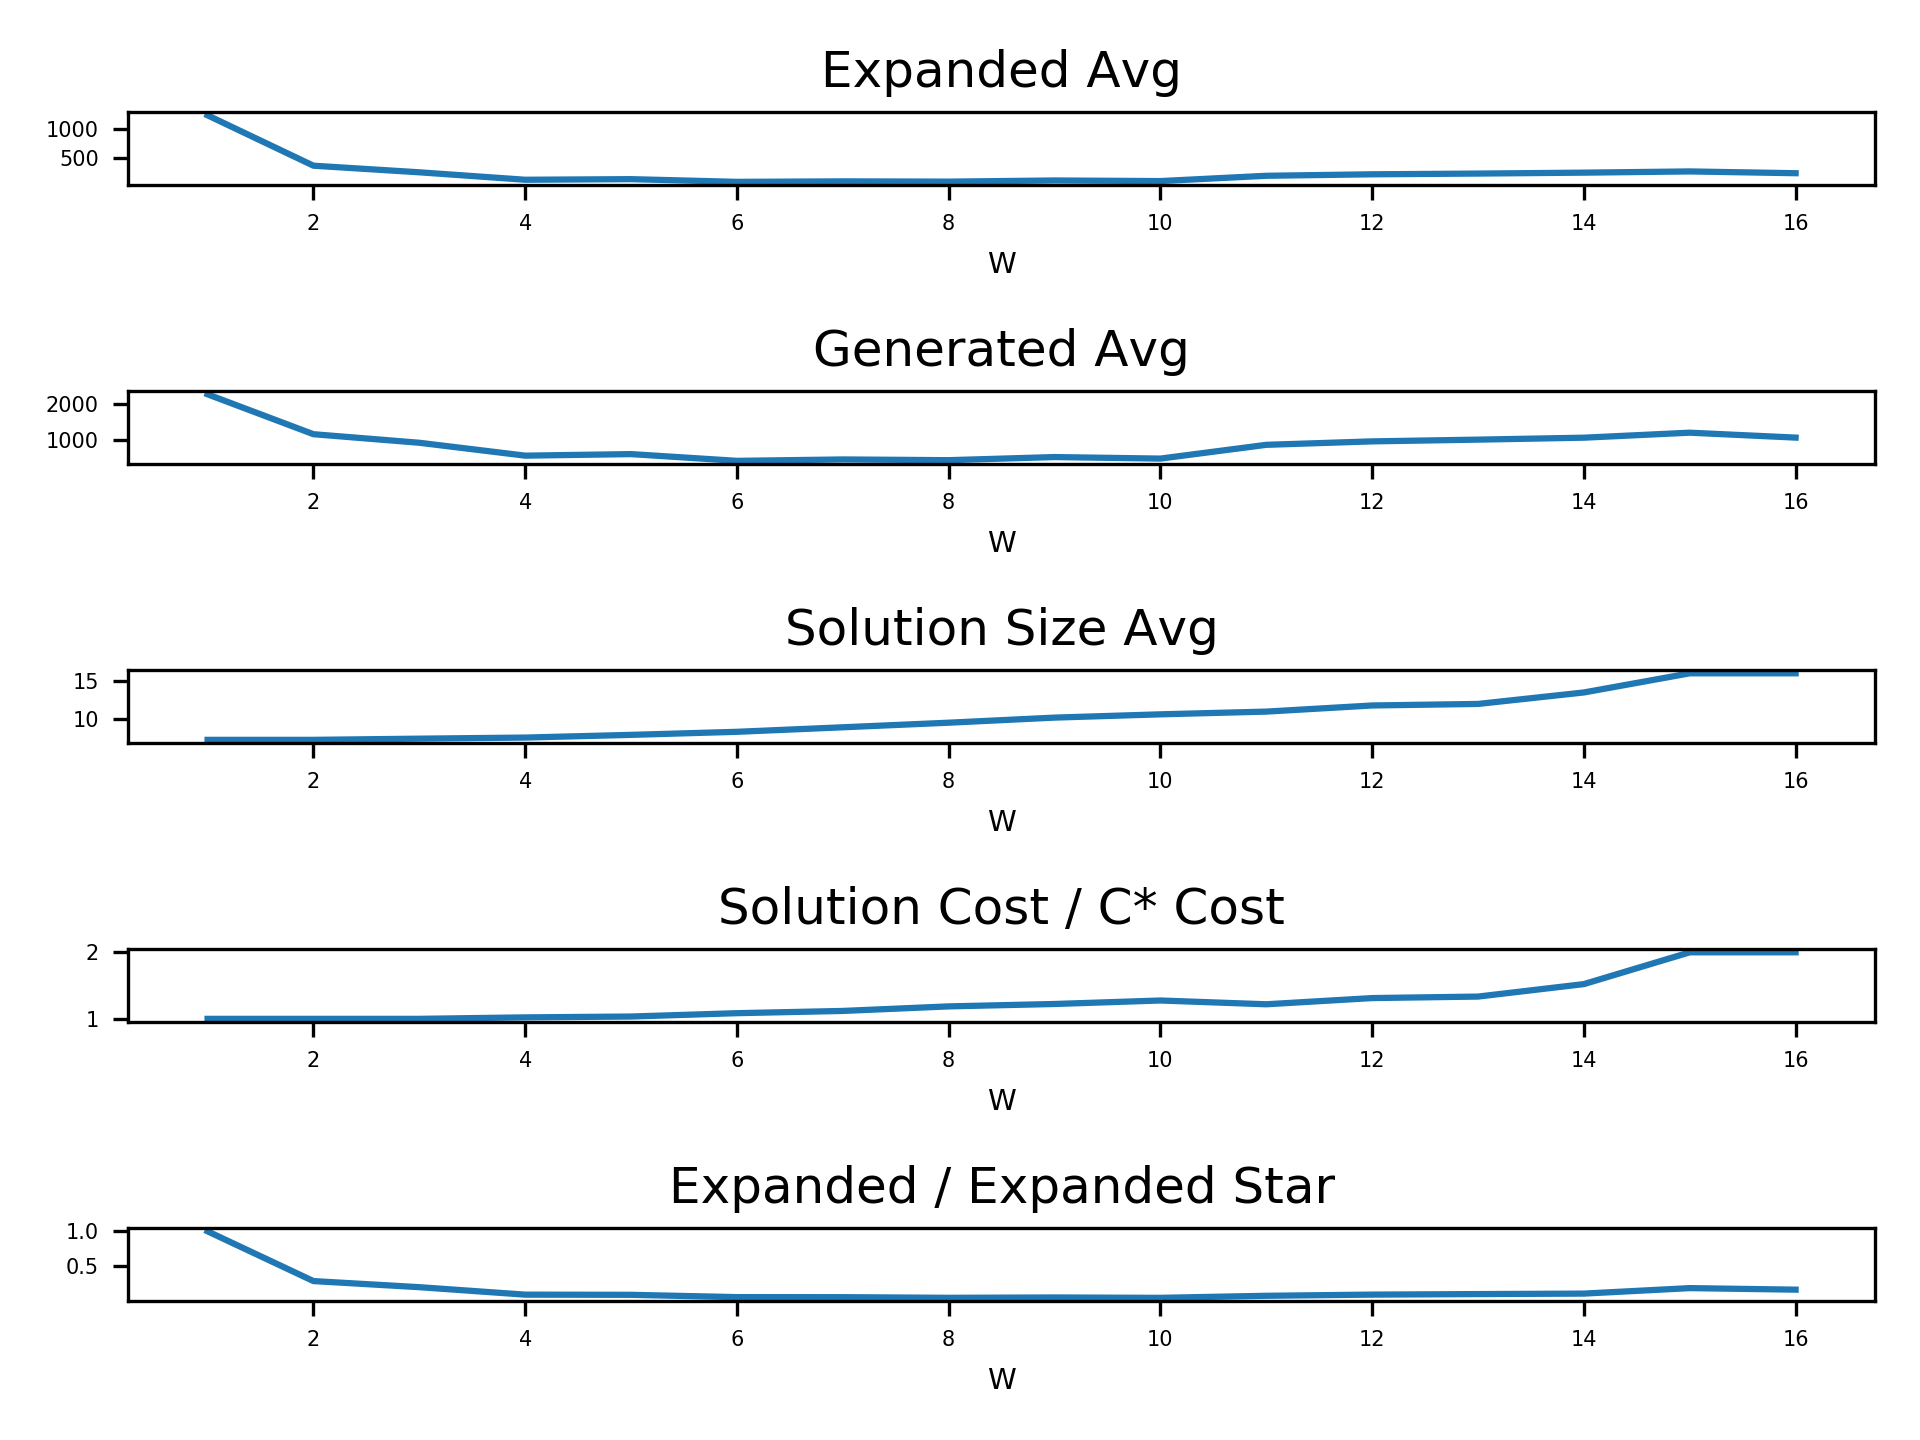 Expanded Avg
1000
500
2 4 6 8 10 12 14 16
W
Generated Avg
2000
1000
2 4 6 8 10 12 14 16
W
Solution Size Avg
15
10
2 4 6 8 10 12 14 16
W
Solution Cost / C* Cost
2
1
2 4 6 8 10 12 14 16
W
Expanded / Expanded Star
1.0
0.5
2 4 6 8 10 12 14 16
W